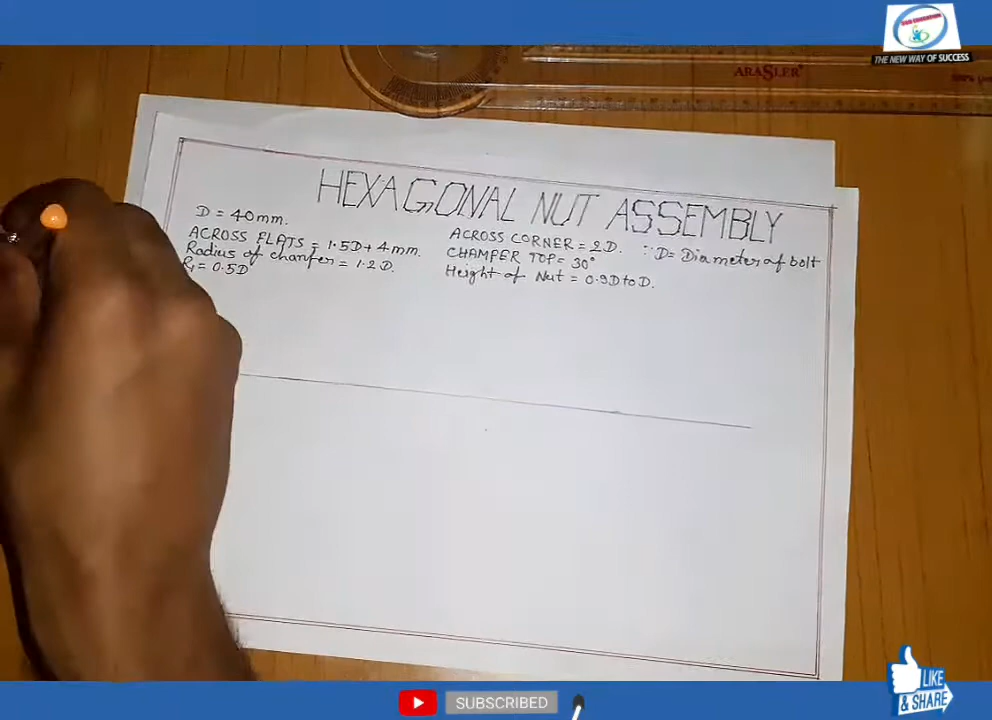 THE NEW WAY OF SUCCESS
ARASLER
HEXAGONAL NUT ASSEMBLY
D = 40mm.
ACROSS FLATS = 1.5D + 4mm.
Radius of chamfer = 1.2 D.
R₁ = 0.5D
ACROSS CORNER = 2D. ∵ D = Diameter of bolt
CHAMFER TOP = 30°
Height of Nut = 0.9D to D.
LIKE
& SHARE
SUBSCRIBED